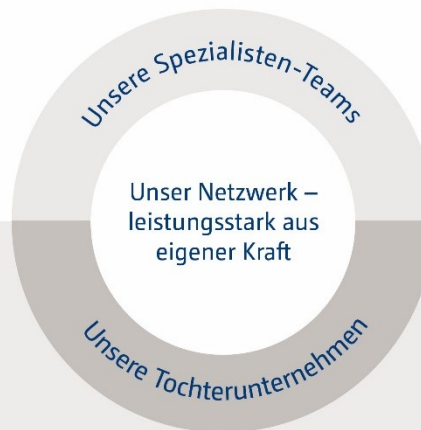 Unsere Spezialisten-Teams
Unser Netzwerk –
leistungsstark aus
eigener Kraft
Unsere Tochterunternehmen